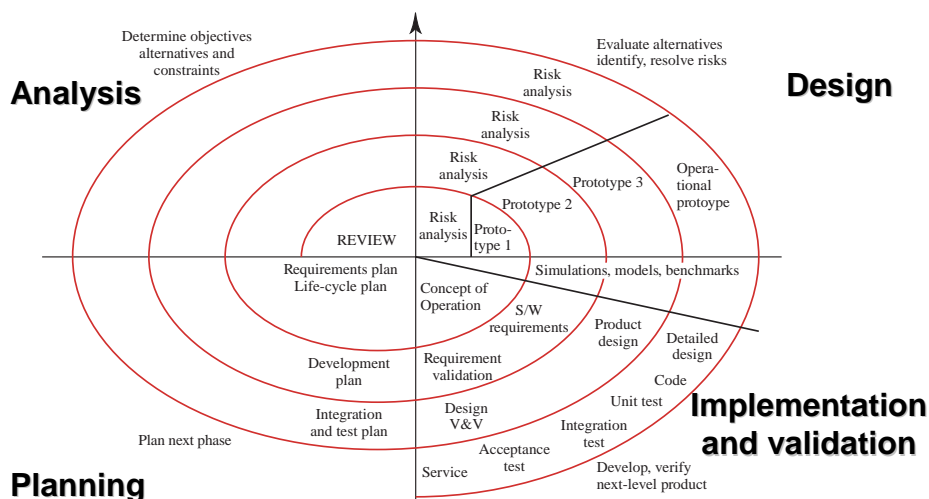 Determine objectives
alternatives and
constraints
Analysis
Evaluate alternatives
identify, resolve risks
Design
Risk
analysis
Risk
analysis
Risk
analysis
Risk
analysis
Proto-
type 1
Prototype 2
Prototype 3
Opera-
tional
protoype
REVIEW
Requirements plan
Life-cycle plan
Simulations, models, benchmarks
Concept of
Operation
S/W
requirements
Product
design
Detailed
design
Development
plan
Requirement
validation
Code
Unit test
Integration
and test plan
Design
V&V
Integration
test
Acceptance
test
Service
Plan next phase
Implementation
and validation
Develop, verify
next-level product
Planning